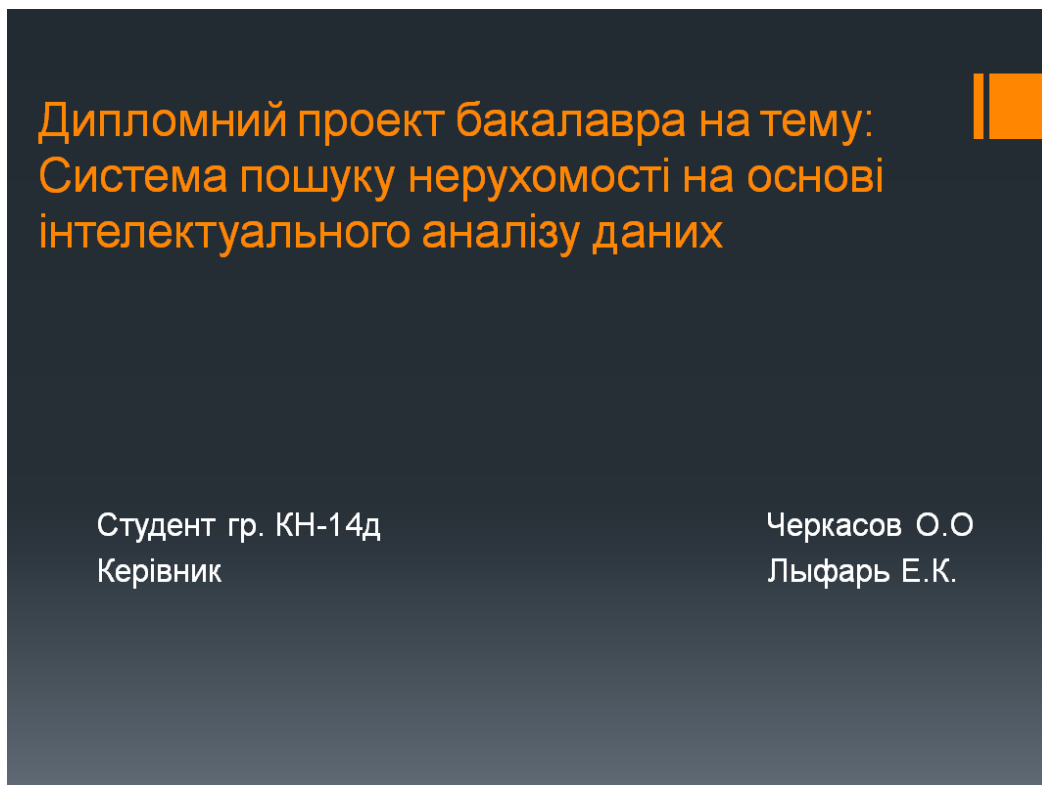 Дипломний проект бакалавра на тему:
Система пошуку нерухомості на основі
інтелектуального аналізу даних
Студент гр. КН-14д Черкасов О.О
Керівник Лыфарь Е.К.